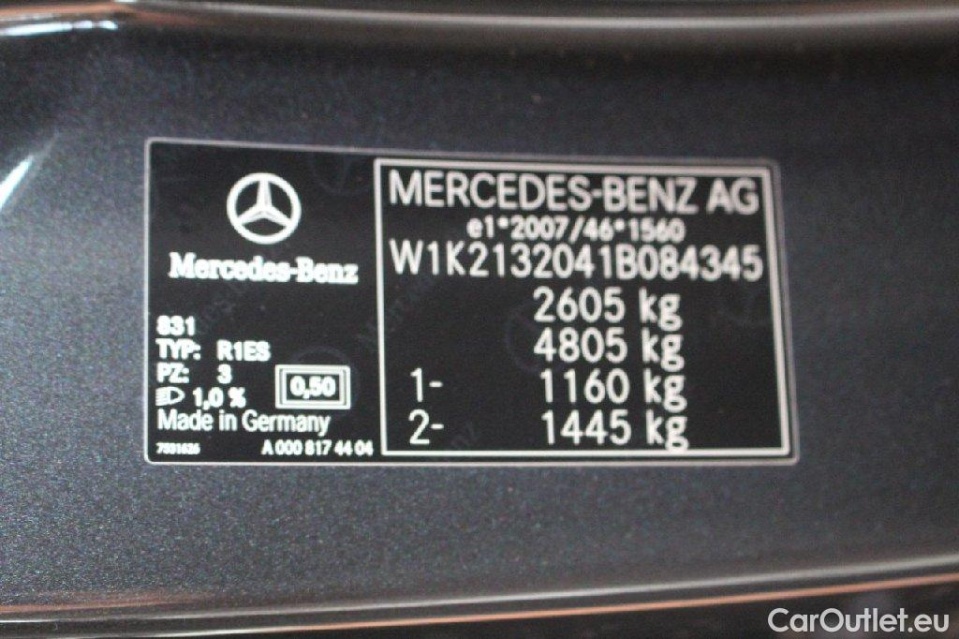 Mercedes-Benz
831
TYP: R1ES
PZ: 3
1,0 %
0,50
Made in Germany
A 000 817 44 04
MERCEDES-BENZ AG
e1*2007/46*1560
W1K2132041B084345
2605 kg
4805 kg
1- 1160 kg
2- 1445 kg
CarOutlet.eu